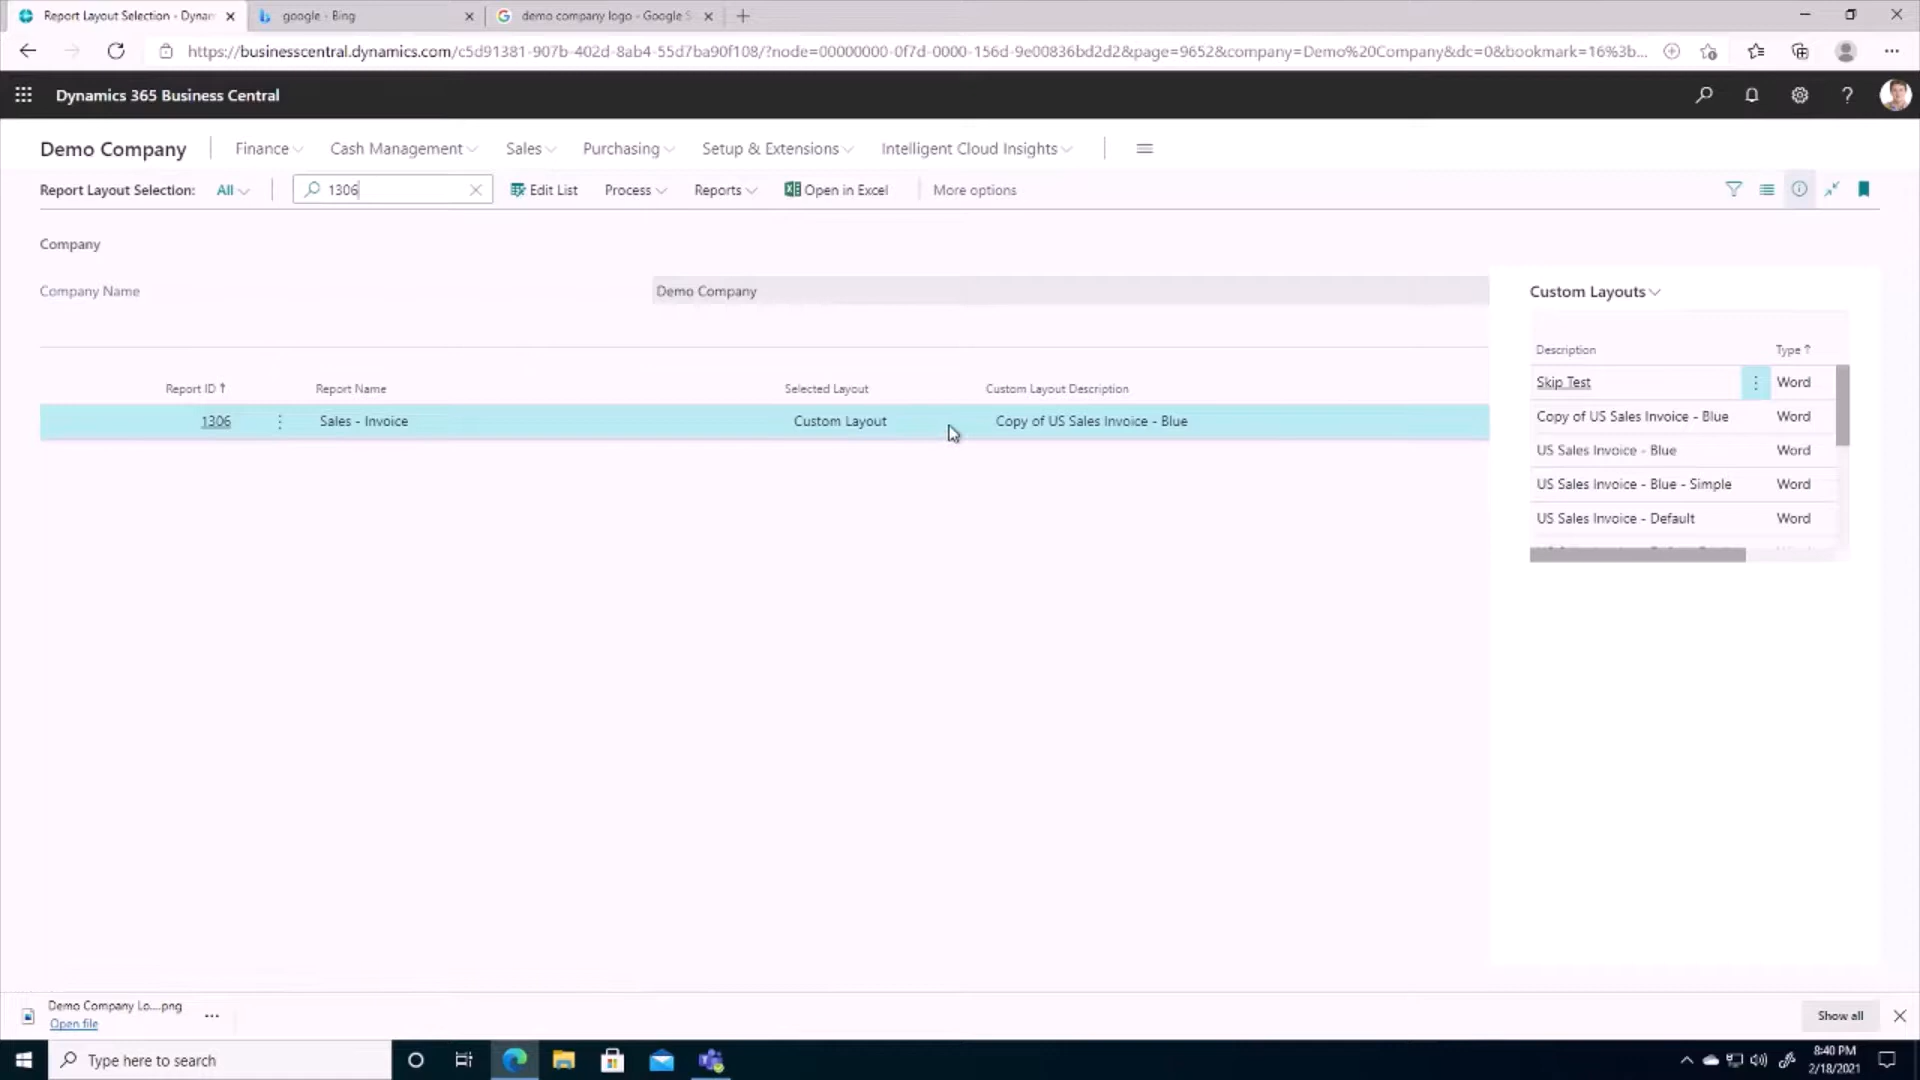 Report Layout Selection - Dynam
google - Bing
demo company logo - Google S
https://businesscentral.dynamics.com/c5d91381-907b-402d-8ab4-55d7ba90f108/?node=00000000-0f7d-0000-156d-9e00836bd2d2&page=9652&company=Demo%20Company&dc=0&bookmark=16%3b...
Dynamics 365 Business Central
Demo Company
Finance
Cash Management
Sales
Purchasing
Setup & Extensions
Intelligent Cloud Insights
Report Layout Selection:
All
1306
Edit List
Process
Reports
Open in Excel
More options
Company
Company Name
Demo Company
Report ID ↑
Report Name
Selected Layout
Custom Layout Description
1306
Sales - Invoice
Custom Layout
Copy of US Sales Invoice - Blue
Custom Layouts
Description
Type ↑
Skip Test
Word
Copy of US Sales Invoice - Blue
Word
US Sales Invoice - Blue
Word
US Sales Invoice - Blue - Simple
Word
US Sales Invoice - Default
Word
Demo Company Lo....png
Open file
Show all
Type here to search
8:40 PM
2/18/2021